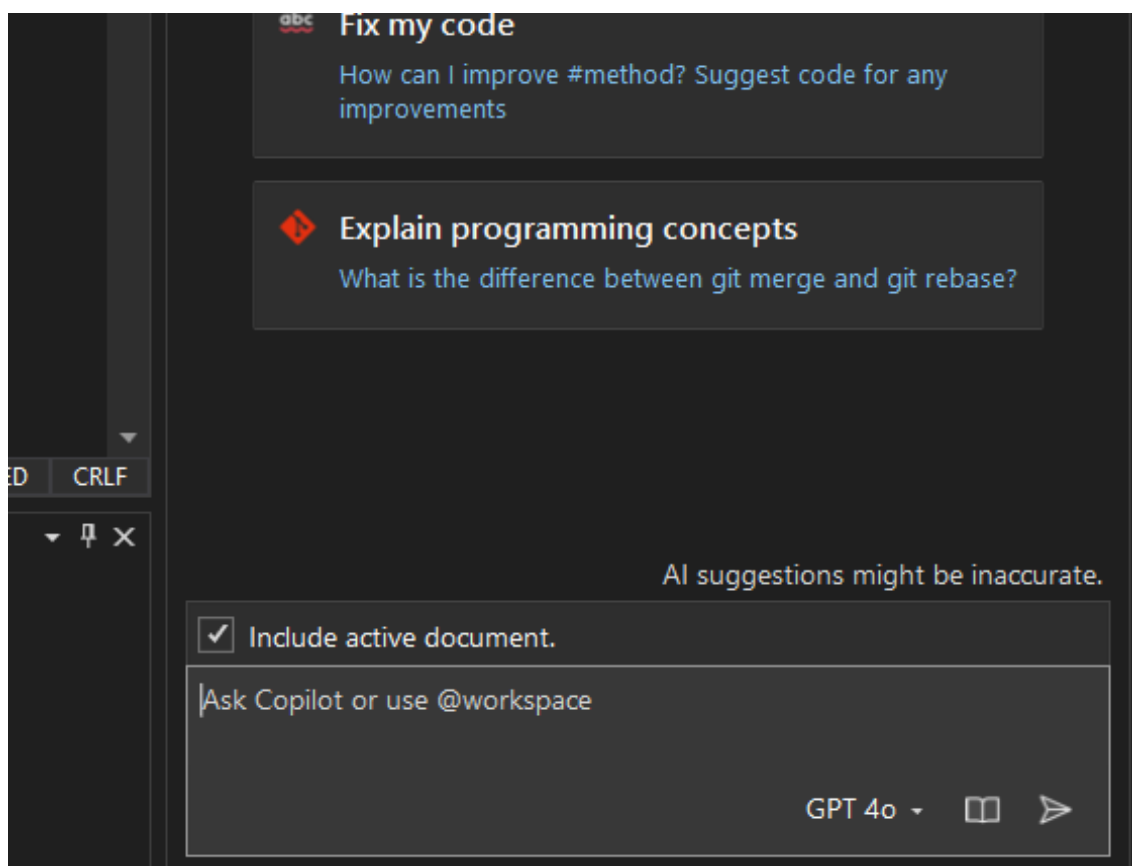 abc
Fix my code
How can I improve #method? Suggest code for any
improvements
Explain programming concepts
What is the difference between git merge and git rebase?
CRLF
AI suggestions might be inaccurate.
Include active document.
Ask Copilot or use @workspace
GPT 4o